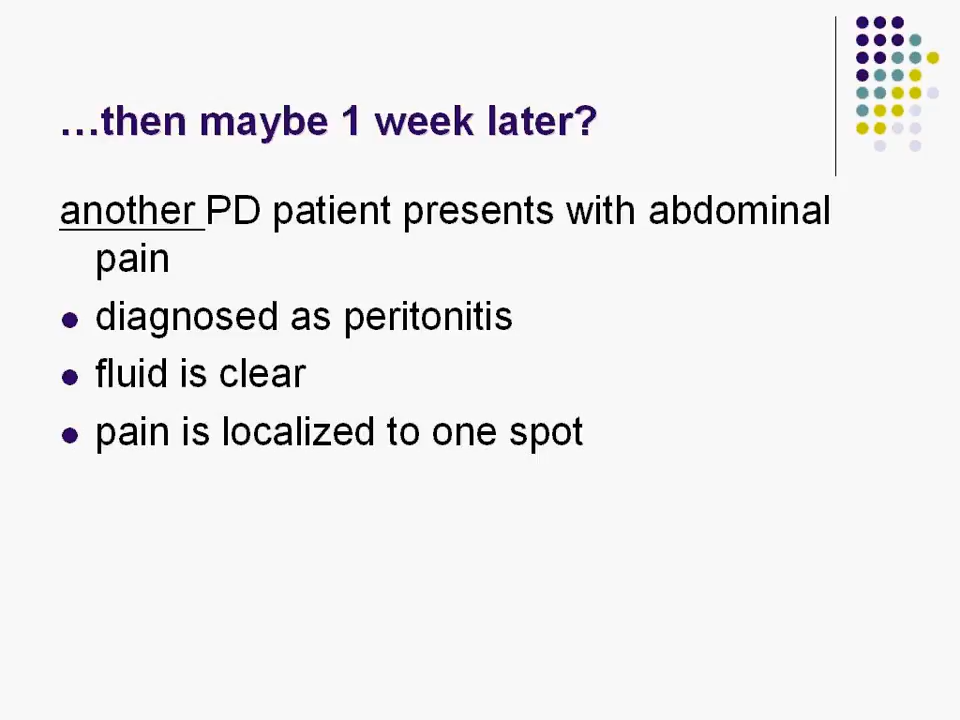 …then maybe 1 week later?
another PD patient presents with abdominal
pain
diagnosed as peritonitis
fluid is clear
pain is localized to one spot